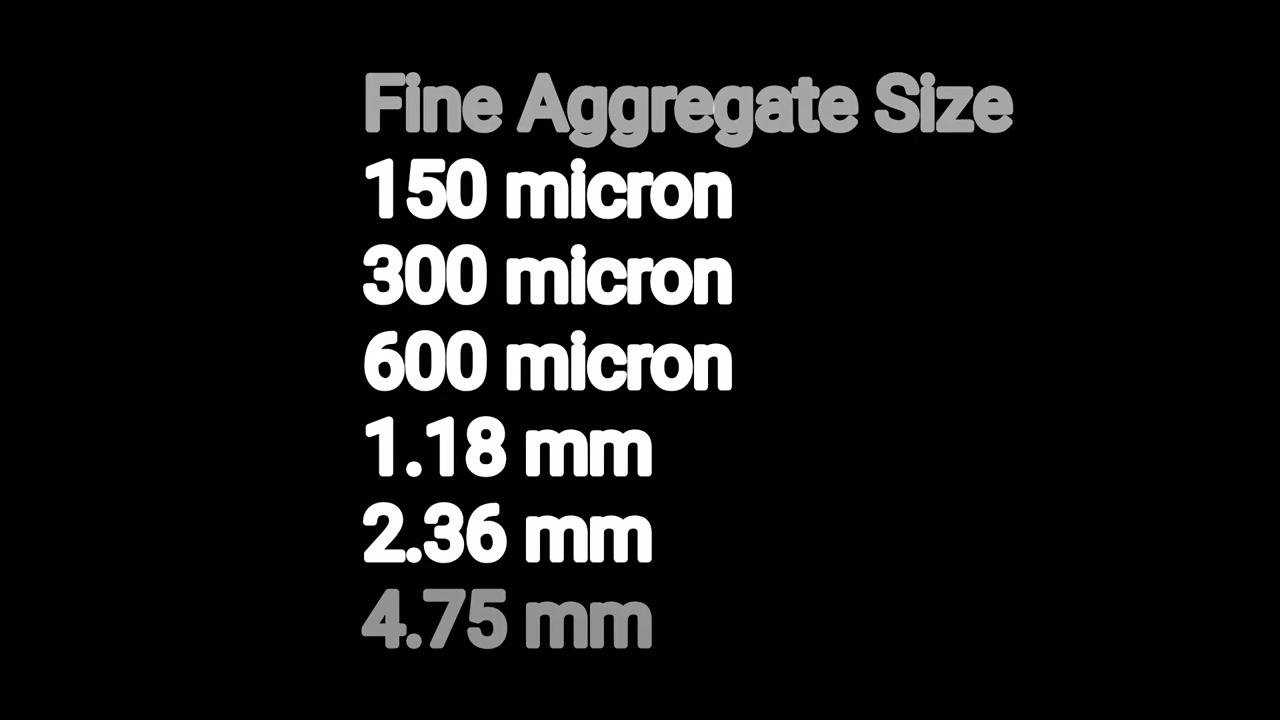 Fine Aggregate Size
150 micron
300 micron
600 micron
1.18 mm
2.36 mm
4.75 mm